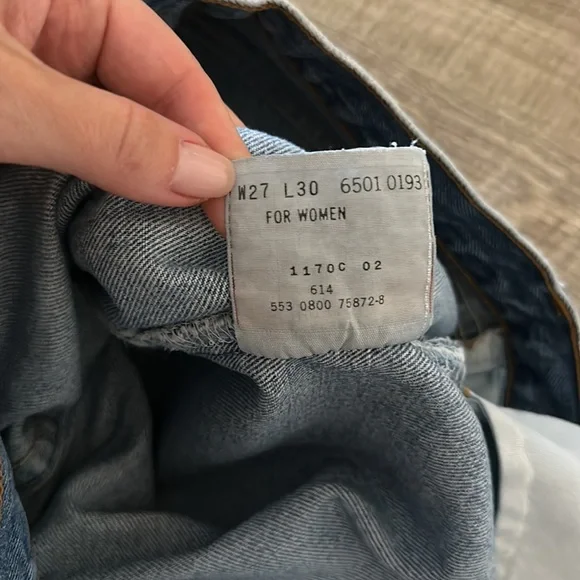 W27 L30 6501 0193
FOR WOMEN
1170C 02
614
553 0800 75872-8